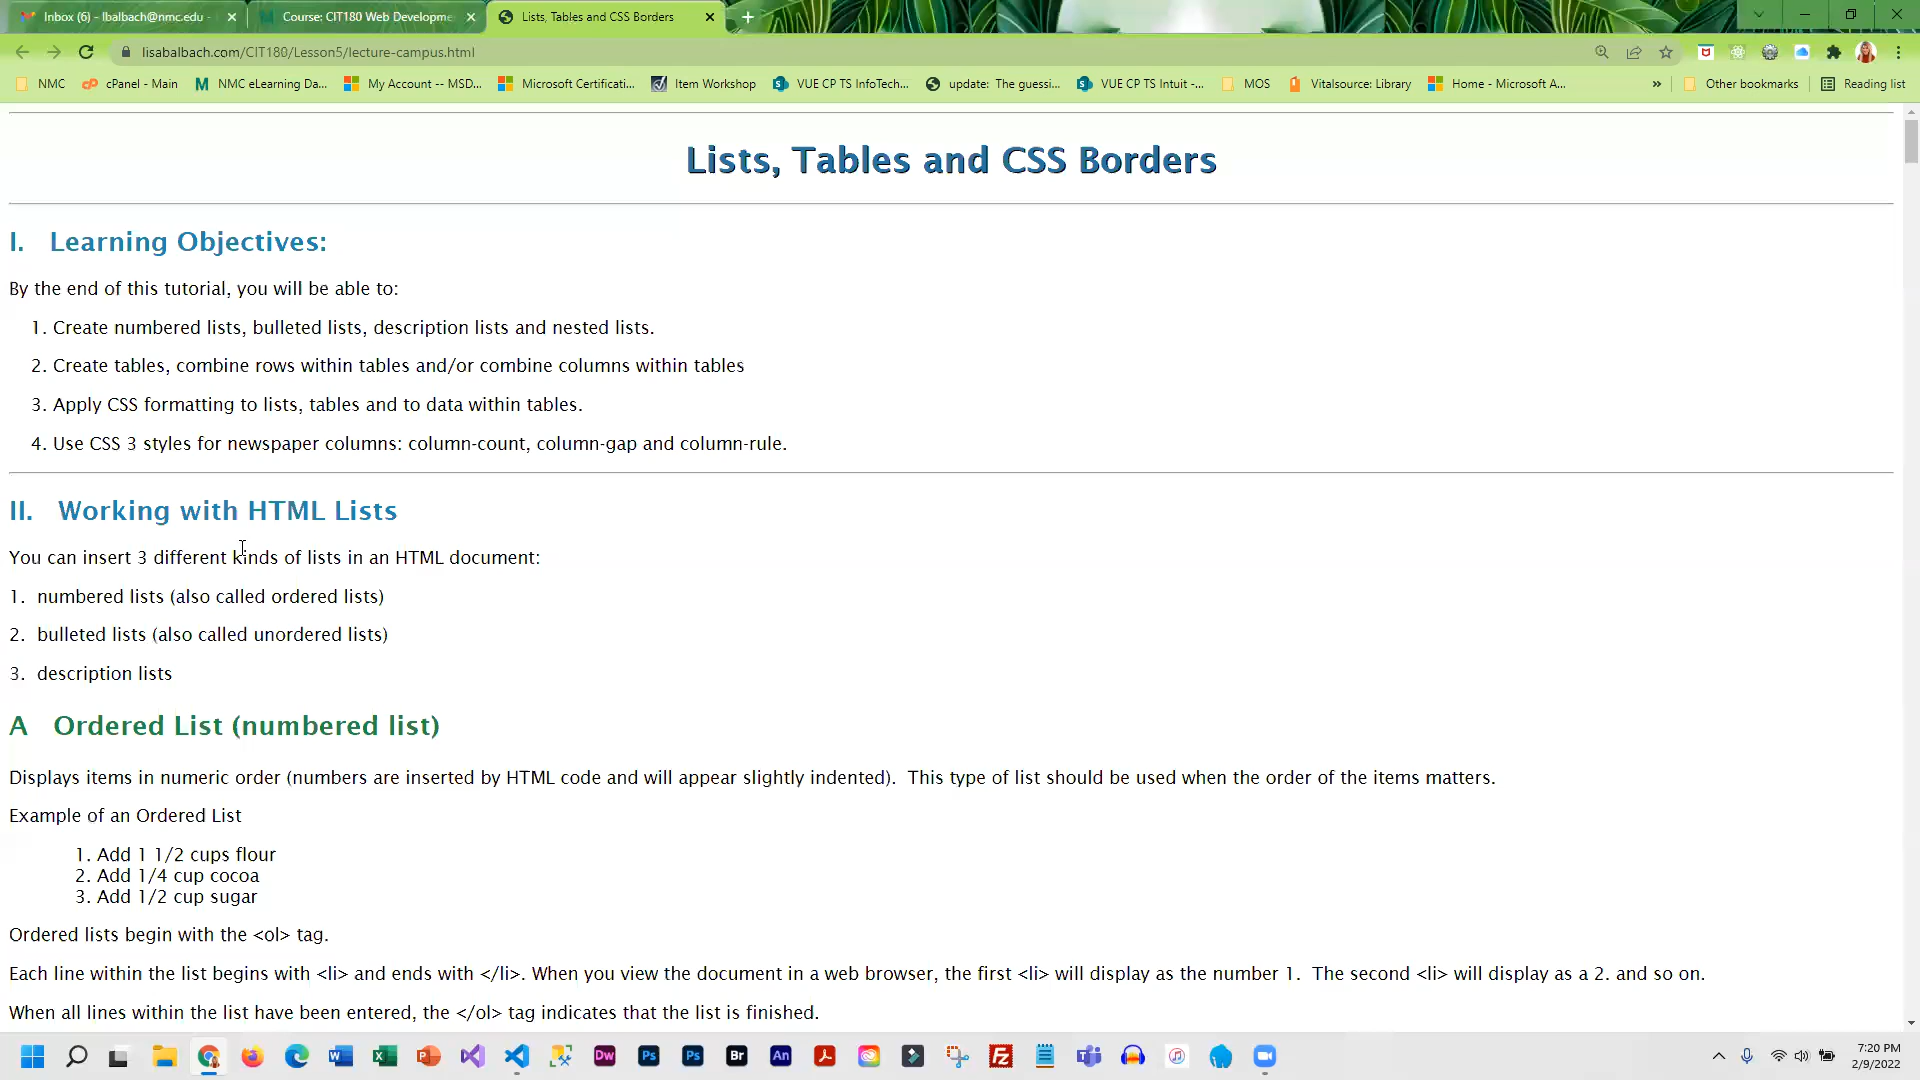 Inbox (6) - lbalbach@nmc.edu -
Course: CIT180 Web Developme
Lists, Tables and CSS Borders
lisabalbach.com/CIT180/Lesson5/lecture-campus.html
NMC
cPanel - Main
NMC eLearning Da...
My Account -- MSD...
Microsoft Certificati...
Item Workshop
VUE CP TS InfoTech...
update: The guessi...
VUE CP TS Intuit -...
MOS
Vitalsource: Library
Home - Microsoft A...
»
Other bookmarks
Reading list
Lists, Tables and CSS Borders
I. Learning Objectives:
By the end of this tutorial, you will be able to:
1. Create numbered lists, bulleted lists, description lists and nested lists.
2. Create tables, combine rows within tables and/or combine columns within tables
3. Apply CSS formatting to lists, tables and to data within tables.
4. Use CSS 3 styles for newspaper columns: column-count, column-gap and column-rule.
II. Working with HTML Lists
You can insert 3 different kinds of lists in an HTML document:
1. numbered lists (also called ordered lists)
2. bulleted lists (also called unordered lists)
3. description lists
A Ordered List (numbered list)
Displays items in numeric order (numbers are inserted by HTML code and will appear slightly indented). This type of list should be used when the order of the items matters.
Example of an Ordered List
1. Add 1 1/2 cups flour
2. Add 1/4 cup cocoa
3. Add 1/2 cup sugar
Ordered lists begin with the <ol> tag.
Each line within the list begins with <li> and ends with </li>. When you view the document in a web browser, the first <li> will display as the number 1. The second <li> will display as a 2. and so on.
When all lines within the list have been entered, the </ol> tag indicates that the list is finished.
Dw
Ps
Ps
Br
An
Fz
7:20 PM
2/9/2022